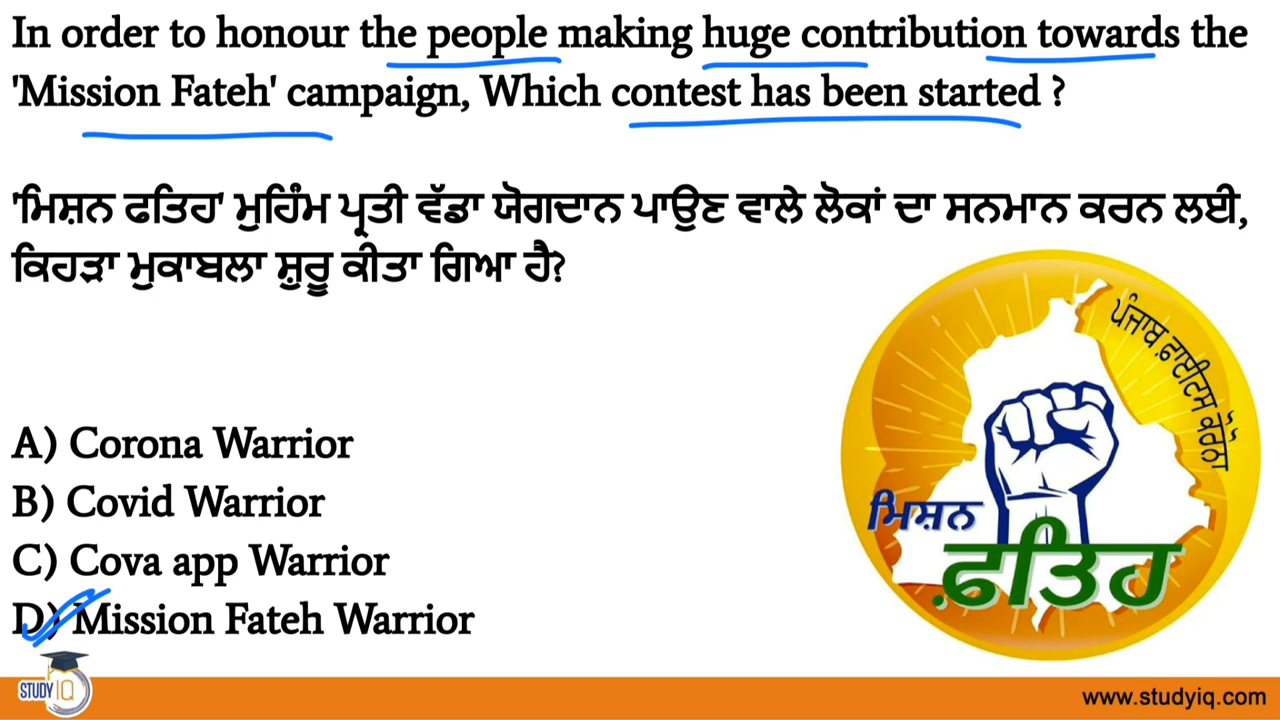 In order to honour the people making huge contribution towards the
'Mission Fateh' campaign, Which contest has been started ?
'ਮਿਸ਼ਨ ਫਤਿਹ' ਮੁਹਿੰਮ ਪ੍ਰਤੀ ਵੱਡਾ ਯੋਗਦਾਨ ਪਾਉਣ ਵਾਲੇ ਲੋਕਾਂ ਦਾ ਸਨਮਾਨ ਕਰਨ ਲਈ,
ਕਿਹੜਾ ਮੁਕਾਬਲਾ ਸ਼ੁਰੂ ਕੀਤਾ ਗਿਆ ਹੈ?
A) Corona Warrior
B) Covid Warrior
C) Cova app Warrior
D) Mission Fateh Warrior
ਪੰਜਾਬ ਫ਼ਾਈਟਸ ਕੋਰੋਨਾ
ਮਿਸ਼ਨ
ਫ਼ਤਿਹ
STUDY IQ
www.studyiq.com